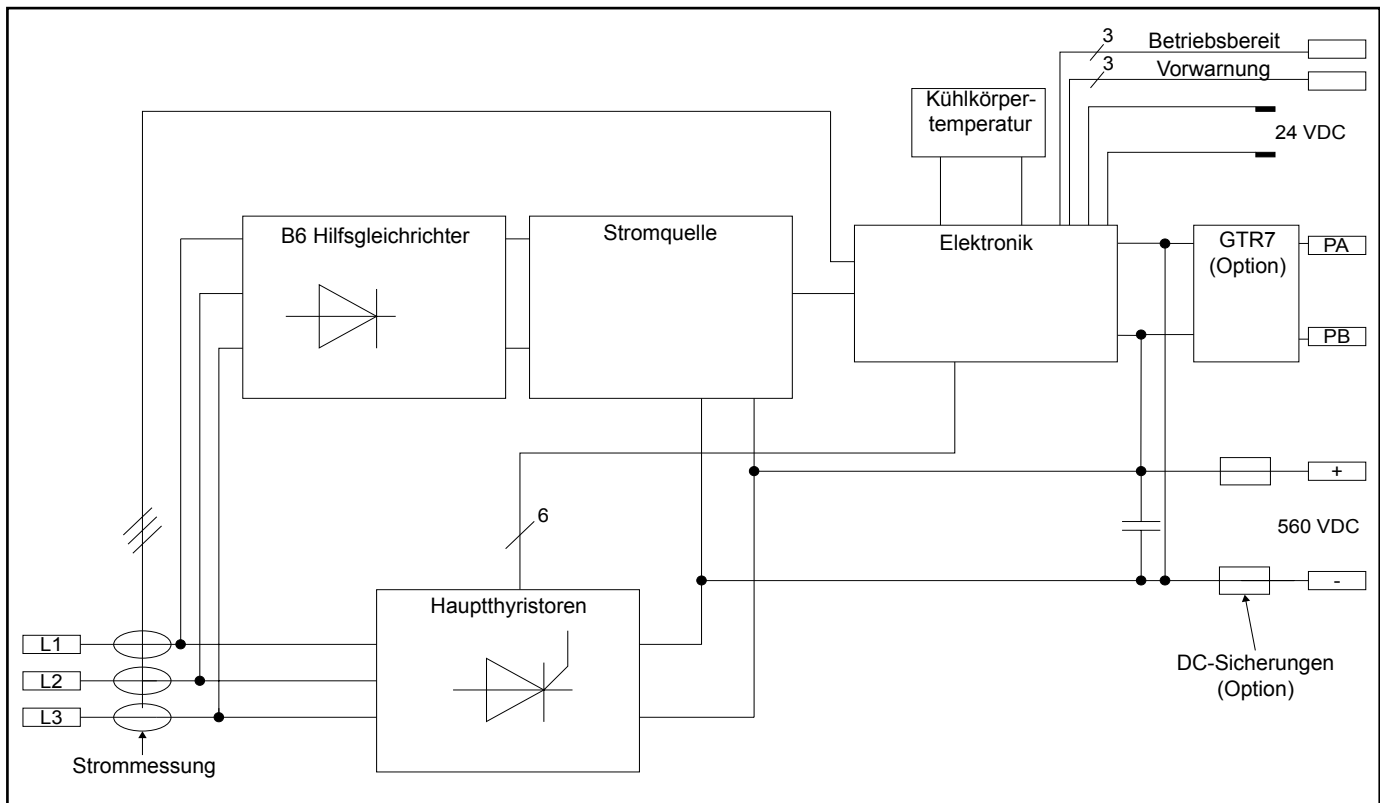 3
Betriebsbereit
3
Vorwarnung
Kühlkörper-
temperatur
24 VDC
B6 Hilfsgleichrichter
Stromquelle
Elektronik
GTR7
(Option)
PA
PB
+
6
560 VDC
-
Hauptthyristoren
L1
L2
L3
DC-Sicherungen
(Option)
Strommessung